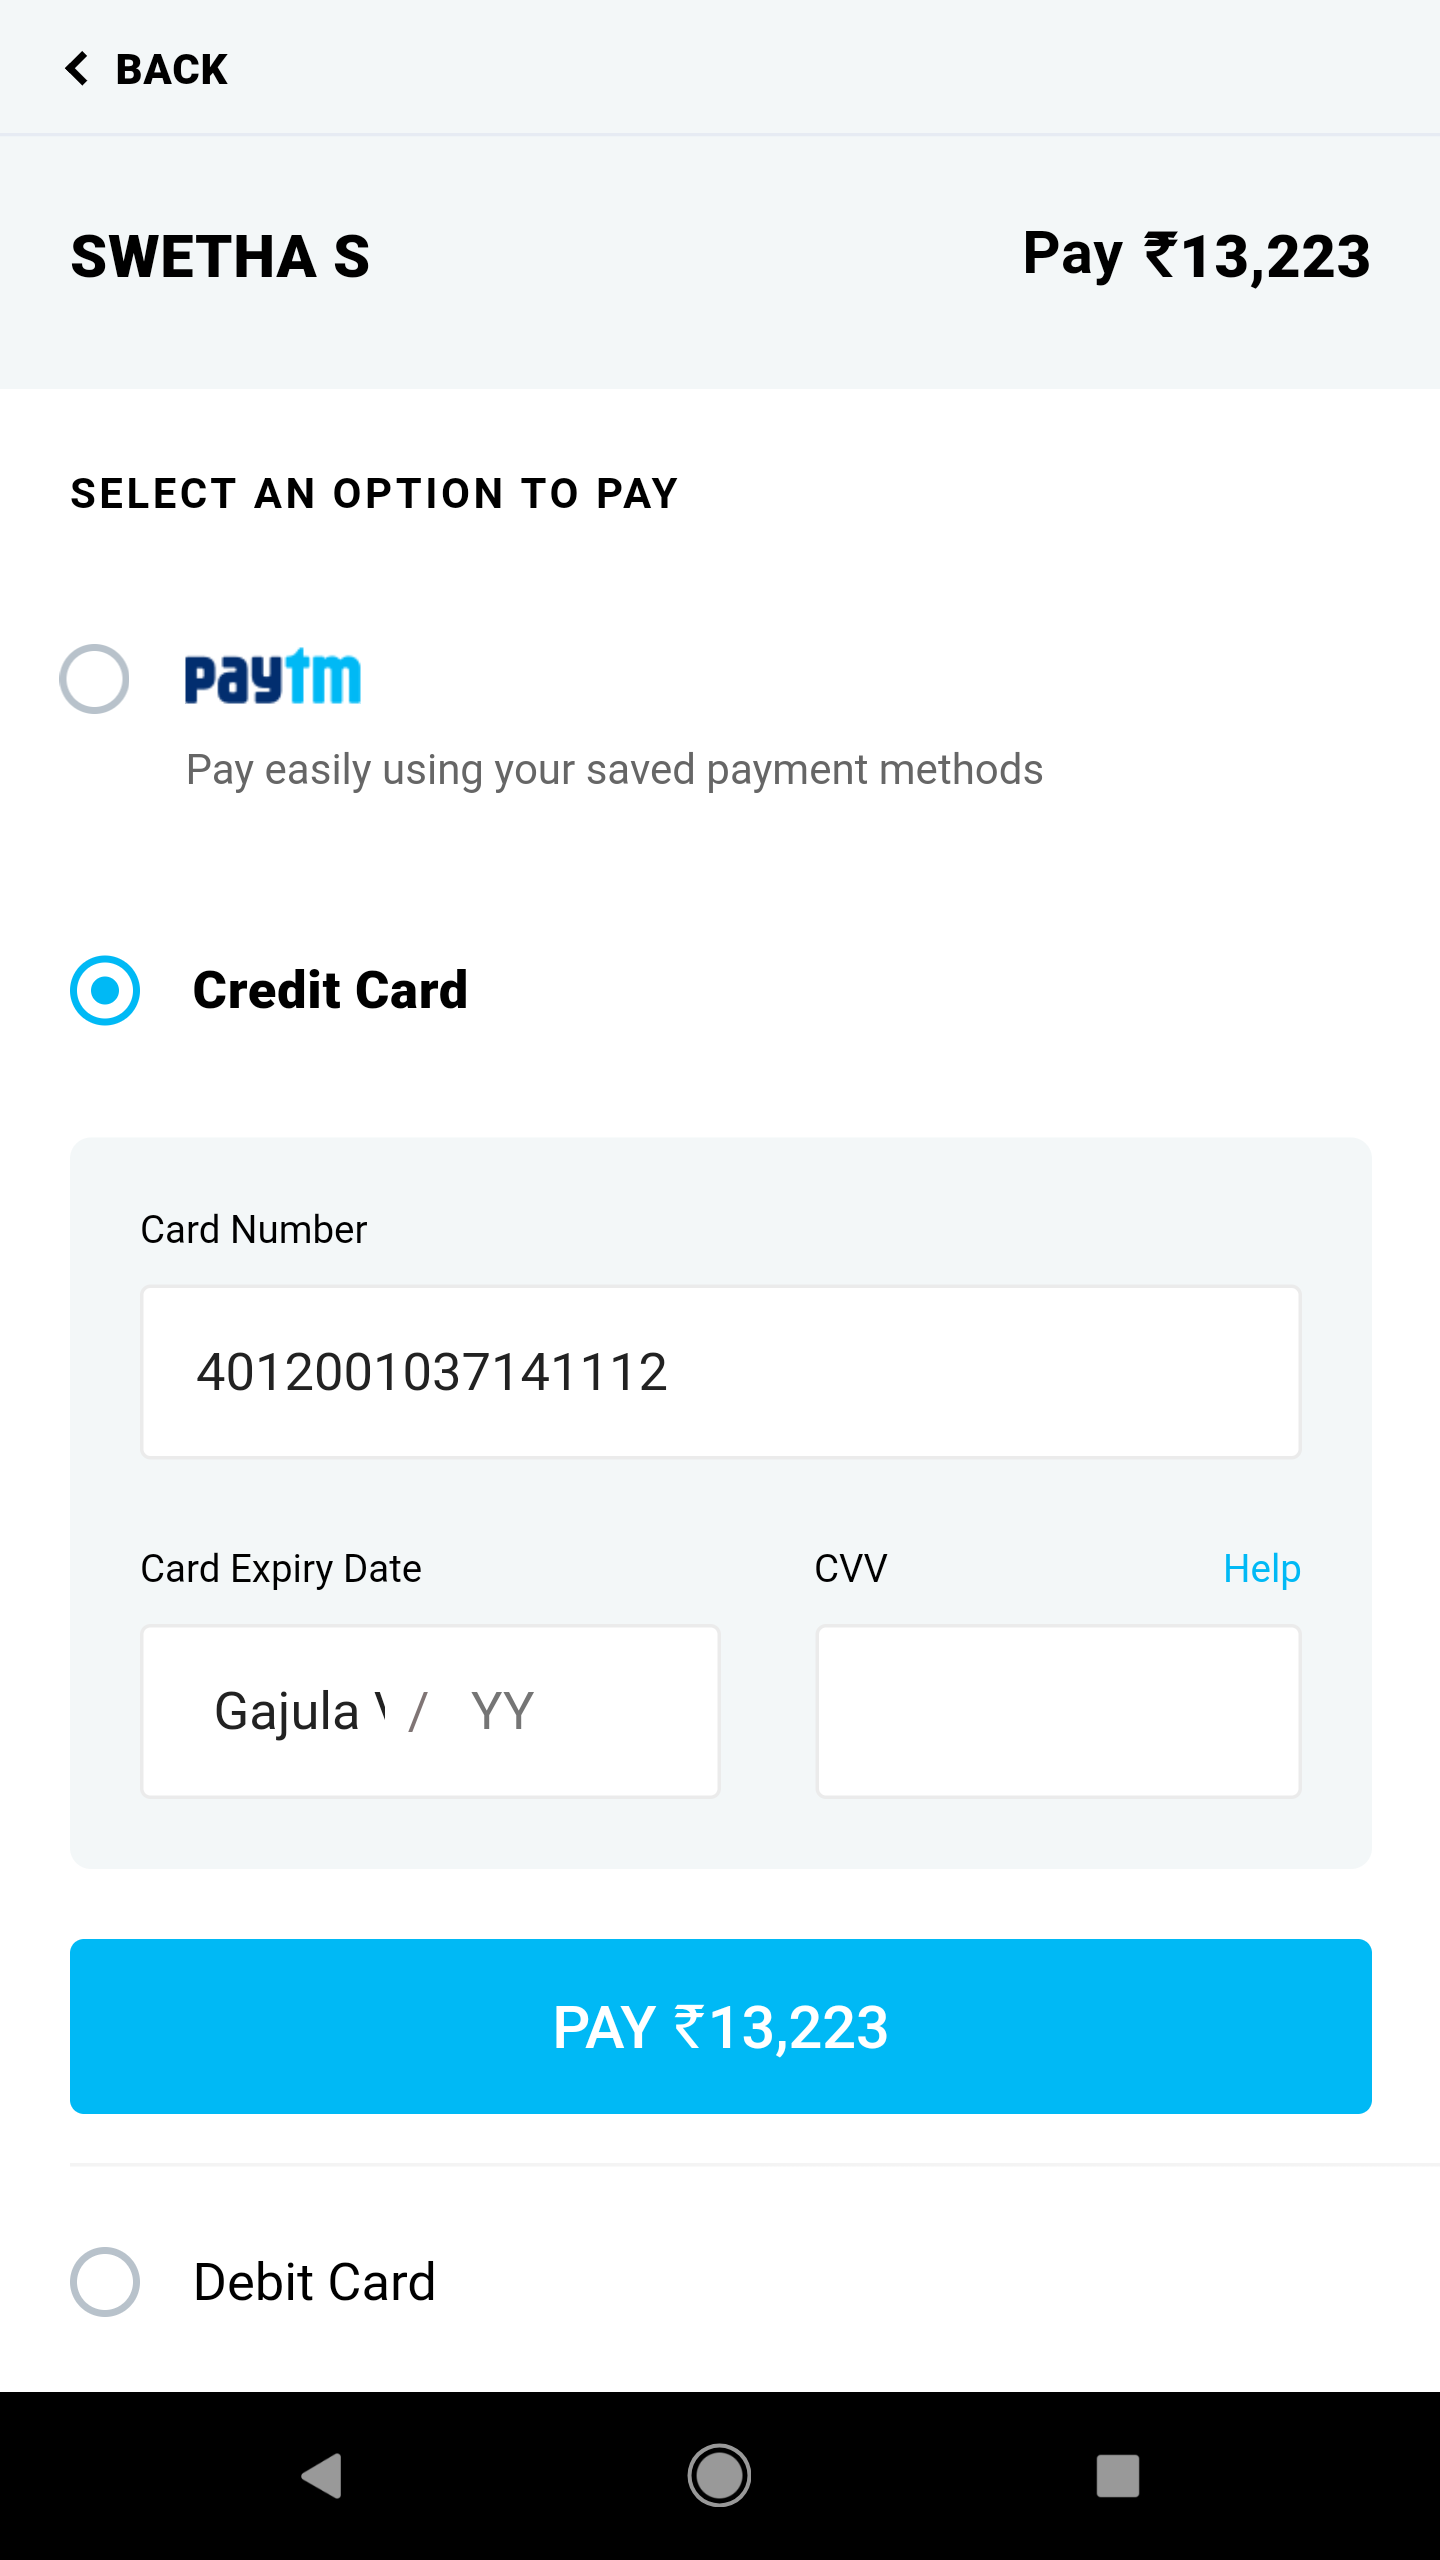 BACK
SWETHA S
Pay ₹13,223
SELECT AN OPTION TO PAY
paytm
Pay easily using your saved payment methods
Credit Card
Card Number
4012001037141112
Card Expiry Date
CVV
Help
Gajula / YY
PAY ₹13,223
Debit Card